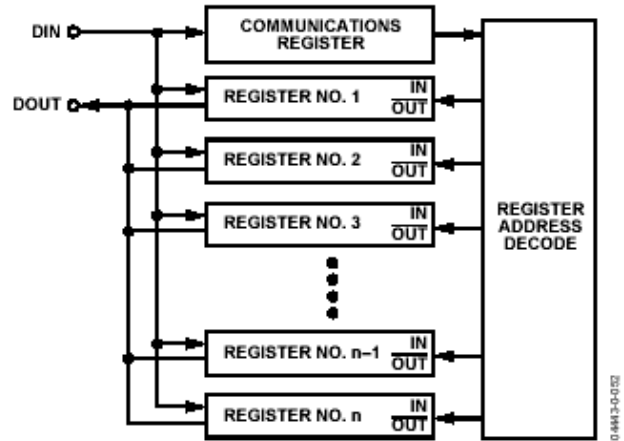 DIN
COMMUNICATIONS
REGISTER
DOUT
REGISTER NO. 1
IN
OUT
REGISTER NO. 2
IN
OUT
REGISTER NO. 3
IN
OUT
REGISTER
ADDRESS
DECODE
REGISTER NO. n–1
IN
OUT
REGISTER NO. n
IN
OUT
04443-0-052